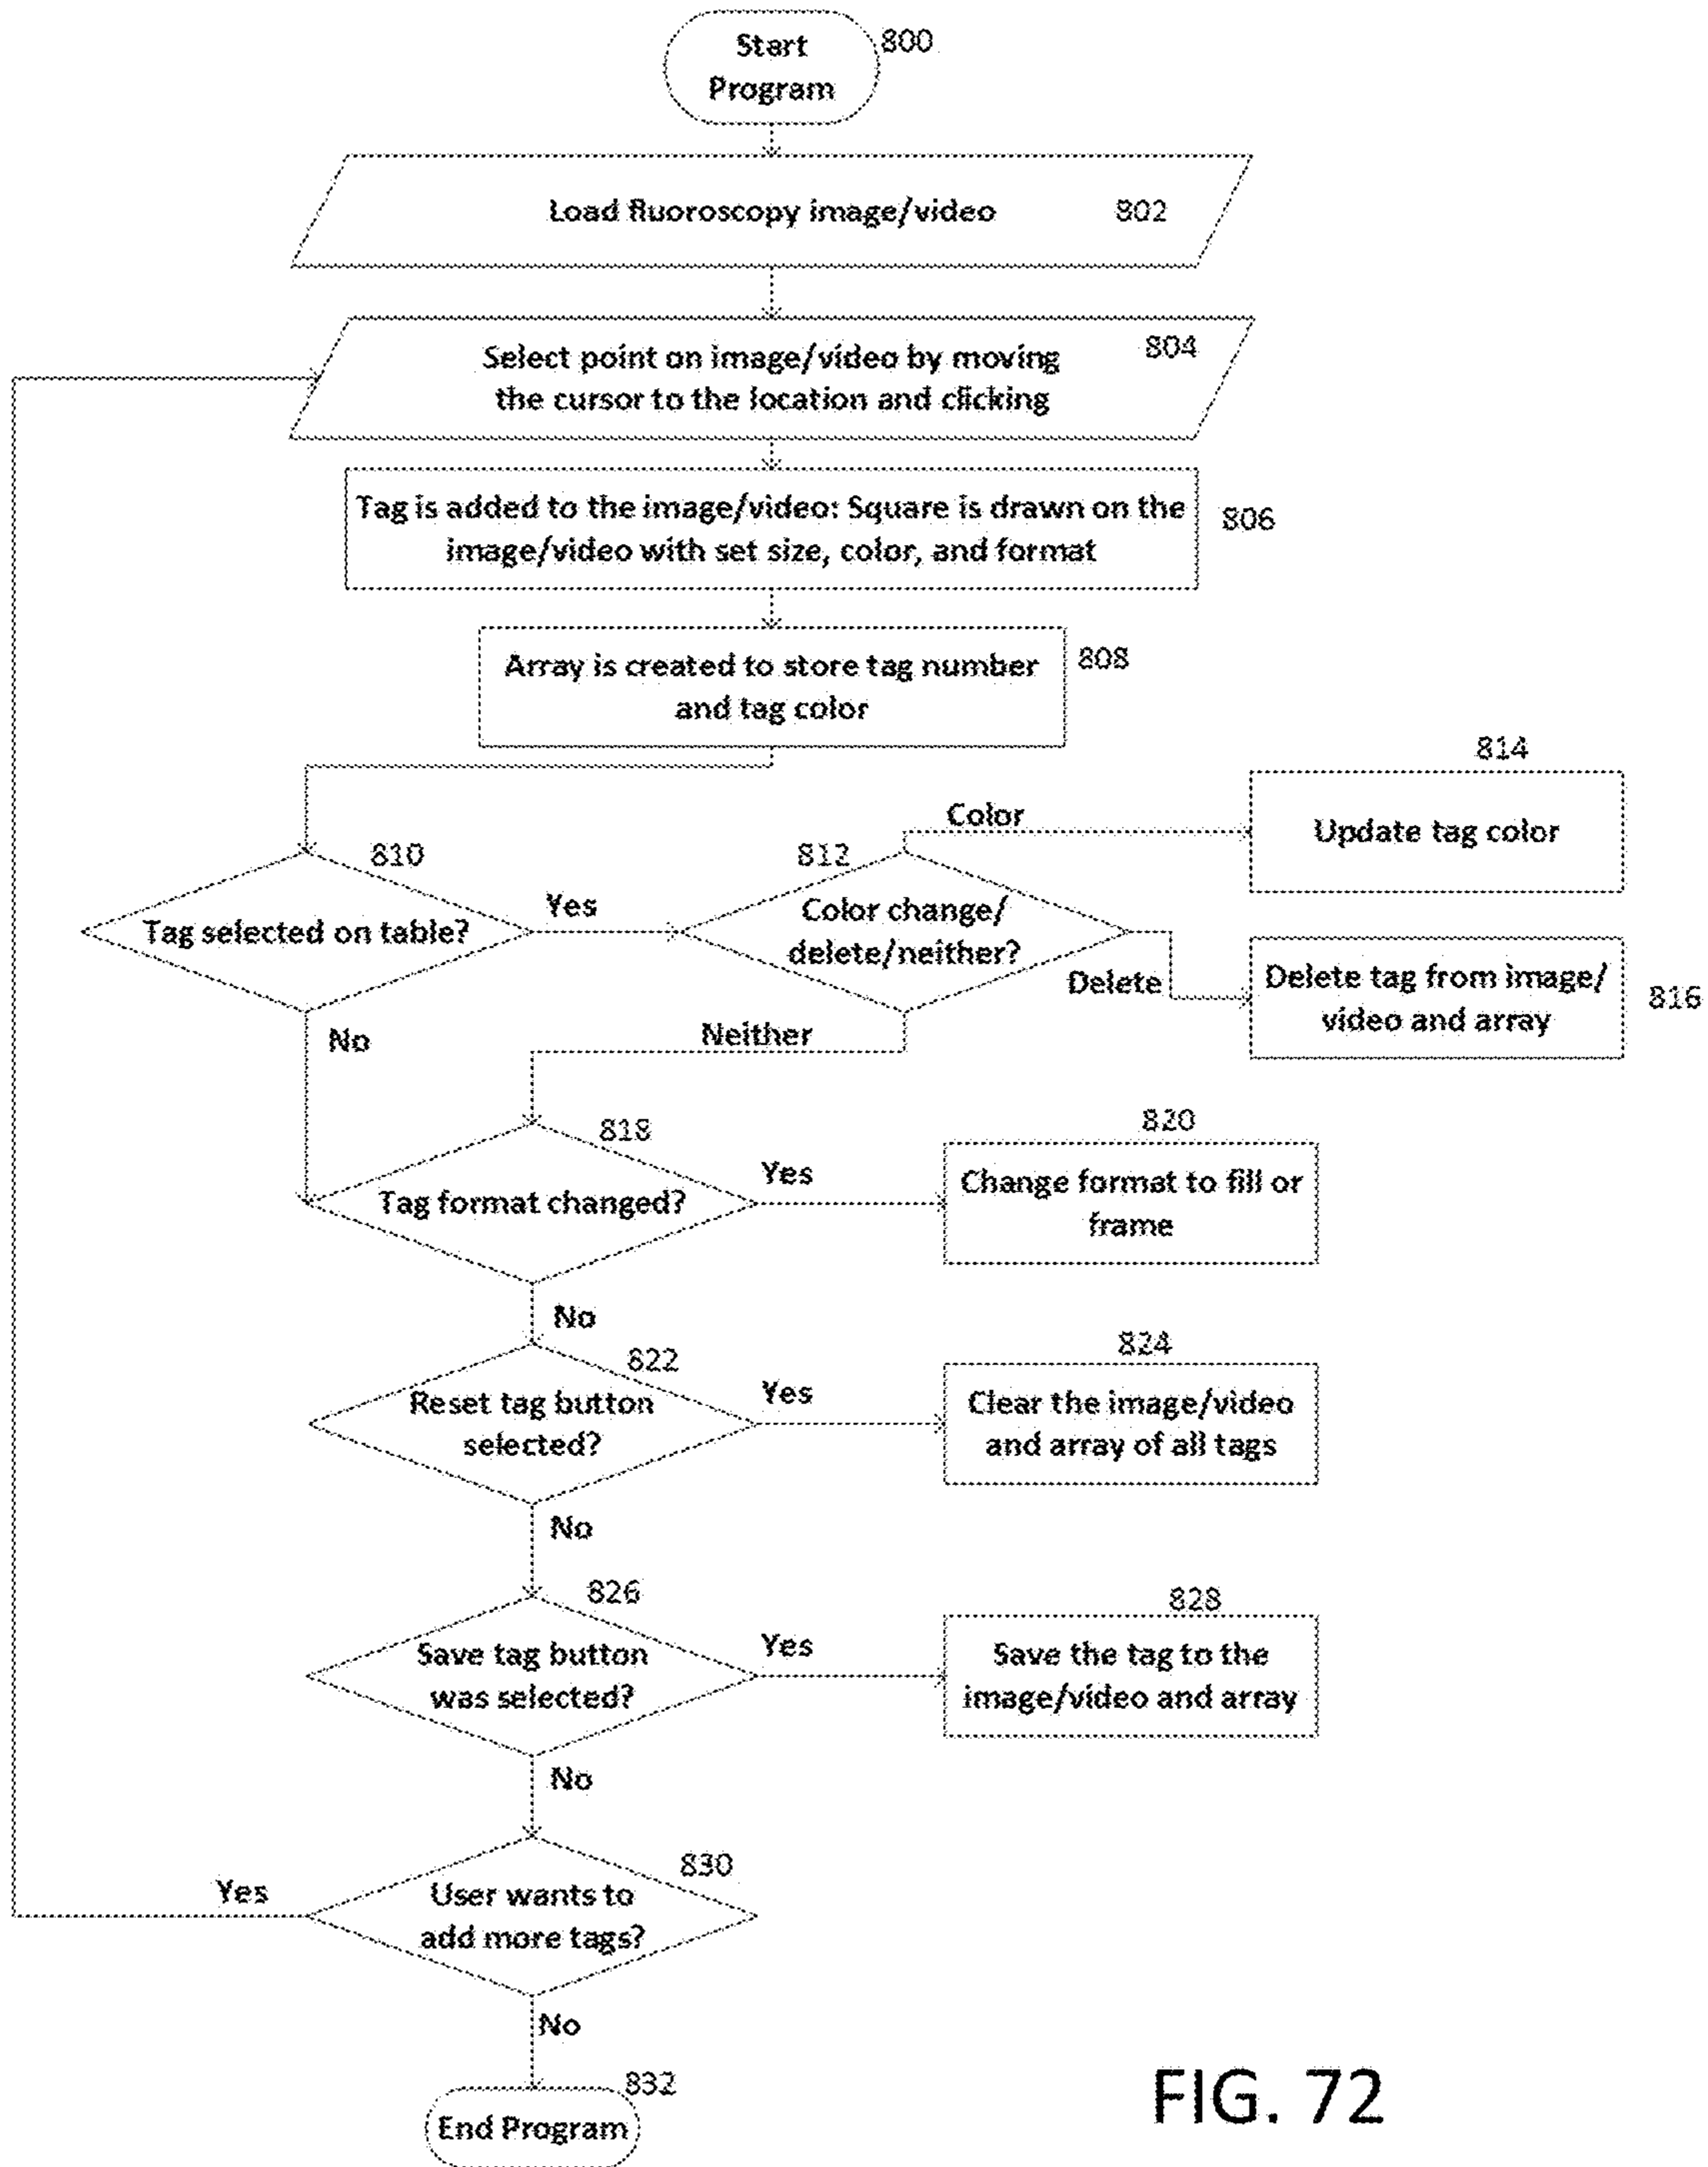 Start
Program
800
Load fluoroscopy image/video
802
Select point on image/video by moving
the cursor to the location and clicking
804
Tag is added to the image/video: Square is drawn on the
image/video with set size, color, and format
806
Array is created to store tag number
and tag color
808
810
Tag selected on table?
Yes
No
812
Color change/
delete/neither?
Color
Delete
Neither
814
Update tag color
Delete tag from image/
video and array
816
818
Tag format changed?
Yes
No
820
Change format to fill or
frame
822
Reset tag button
selected?
Yes
No
824
Clear the image/video
and array of all tags
826
Save tag button
was selected?
Yes
No
828
Save the tag to the
image/video and array
830
User wants to
add more tags?
Yes
No
832
End Program
FIG. 72